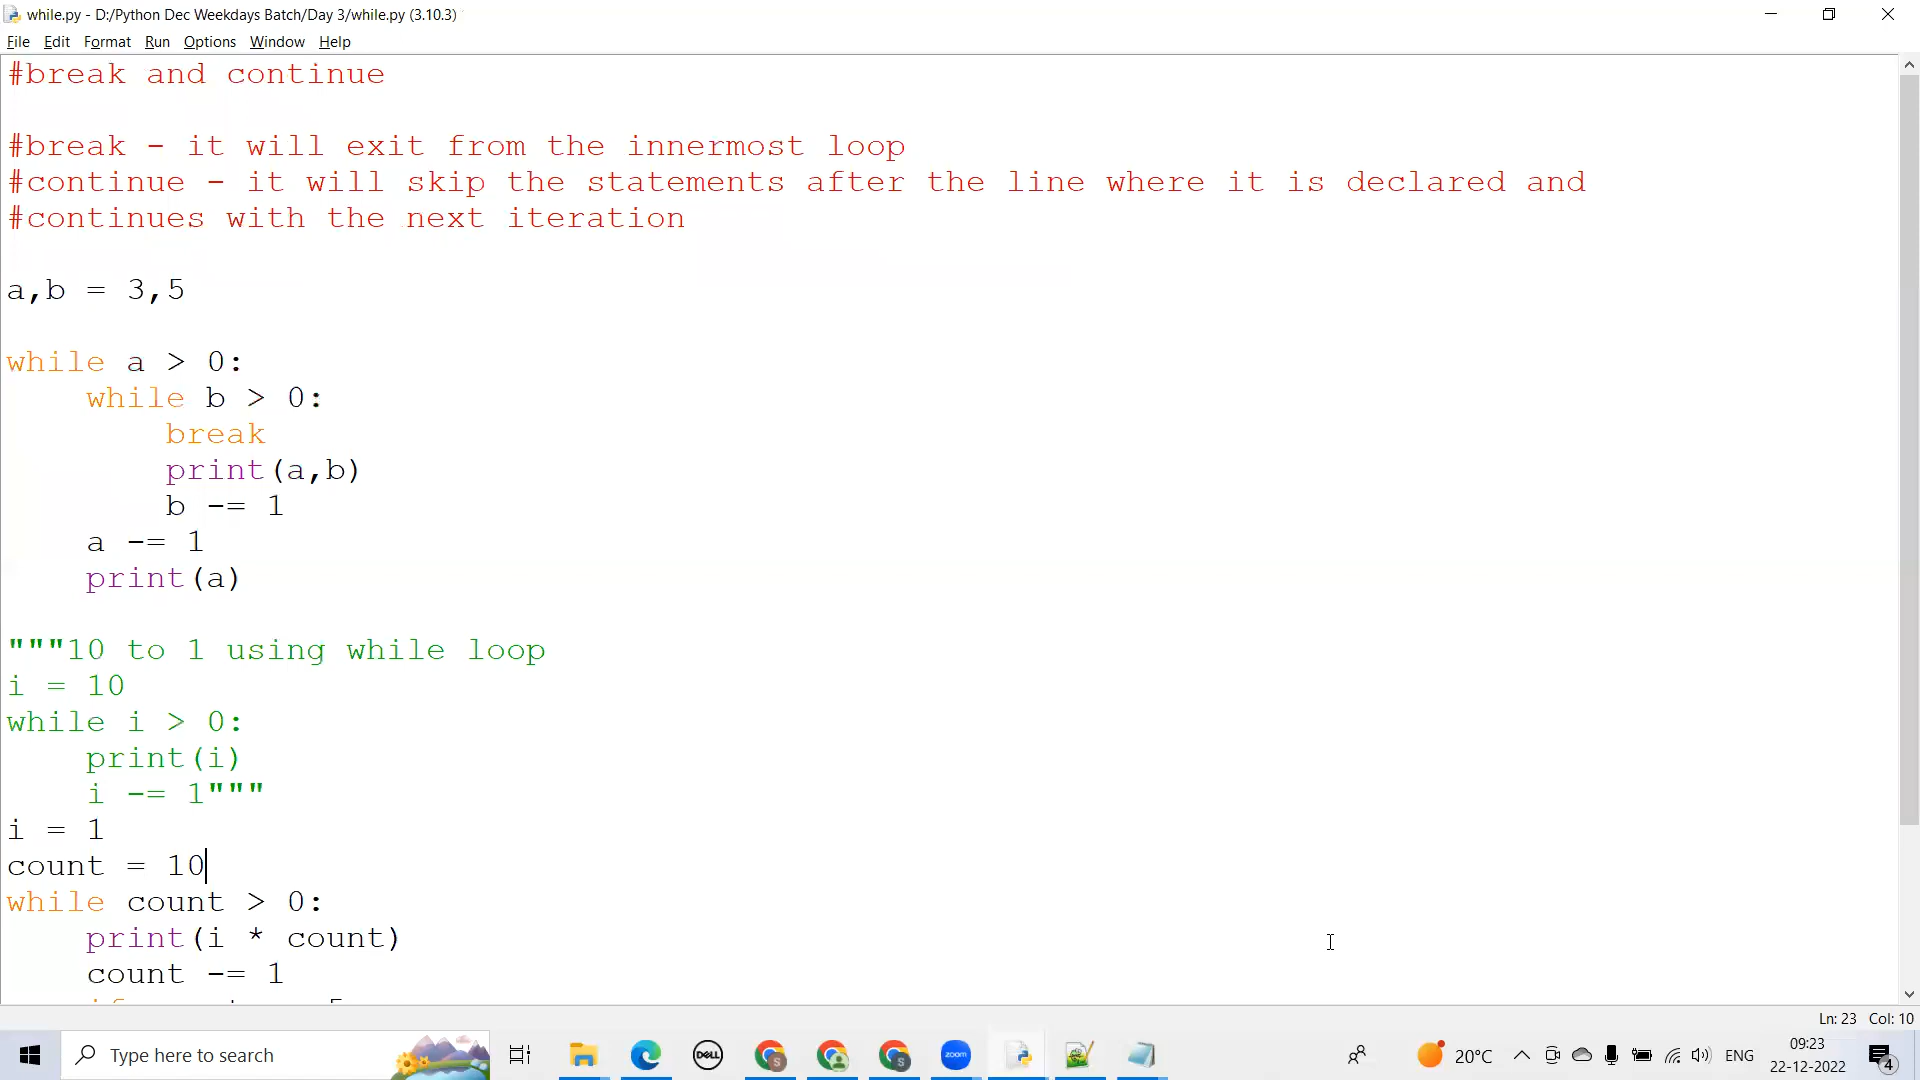 while.py - D:/Python Dec Weekdays Batch/Day 3/while.py (3.10.3)
File Edit Format Run Options Window Help
#break and continue
#break - it will exit from the innermost loop
#continue - it will skip the statements after the line where it is declared and
#continues with the next iteration
a,b = 3,5
while a > 0:
    while b > 0:
        break
        print(a,b)
        b -= 1
    a -= 1
    print(a)
"""10 to 1 using while loop
i = 10
while i > 0:
    print(i)
    i -= 1"""
i = 1
count = 10
while count > 0:
    print(i * count)
    count -= 1
Ln: 23 Col: 10
Type here to search
DELL
S
S
zoom
20°C
ENG
09:23
22-12-2022
4